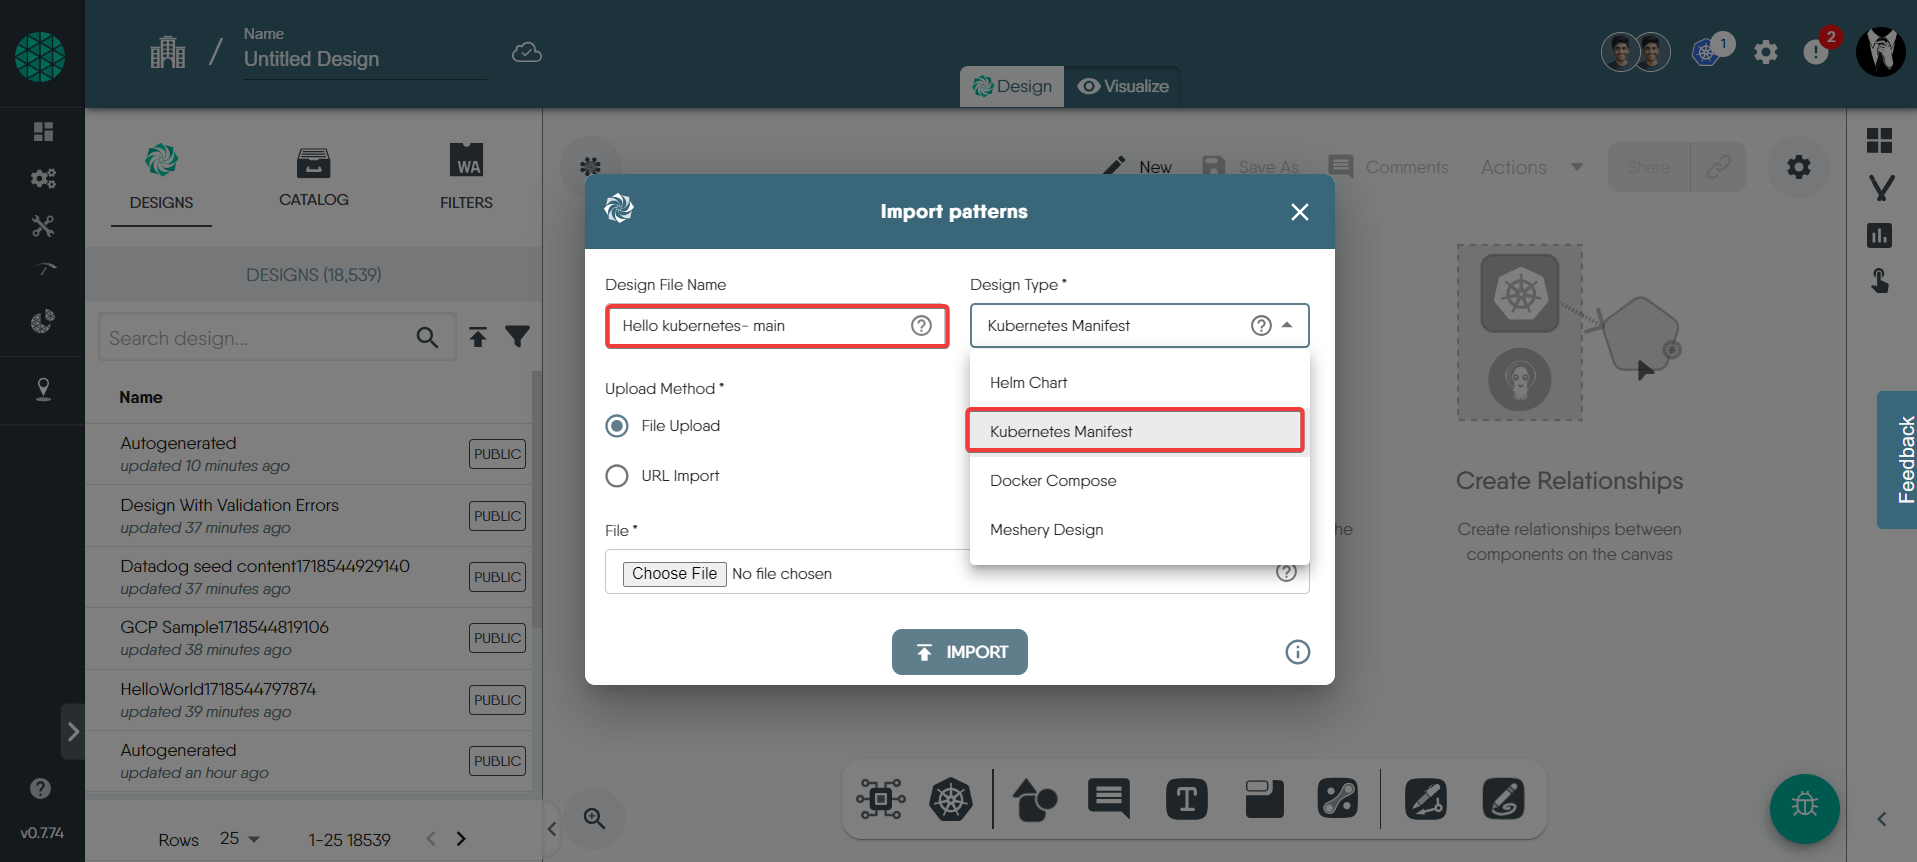 Name
Untitled Design
1
2
Design
Visualize
DESIGNS
CATALOG
WA
FILTERS
DESIGNS (18,539)
Search design...
Name
Autogenerated
updated 10 minutes ago
PUBLIC
Design With Validation Errors
updated 37 minutes ago
PUBLIC
Datadog seed content1718544929140
updated 37 minutes ago
PUBLIC
GCP Sample1718544819106
updated 38 minutes ago
PUBLIC
HelloWorld1718544797874
updated 39 minutes ago
PUBLIC
Autogenerated
updated an hour ago
PUBLIC
v0.7.74
Rows 25 1-25 18539
New Save As Comments Actions Share
Import patterns
Design File Name
Hello kubernetes- main
Design Type *
Kubernetes Manifest
Helm Chart
Kubernetes Manifest
Docker Compose
Meshery Design
Upload Method *
File Upload
URL Import
File *
Choose File No file chosen
IMPORT
he
Create Relationships
Create relationships between
components on the canvas
Feedback